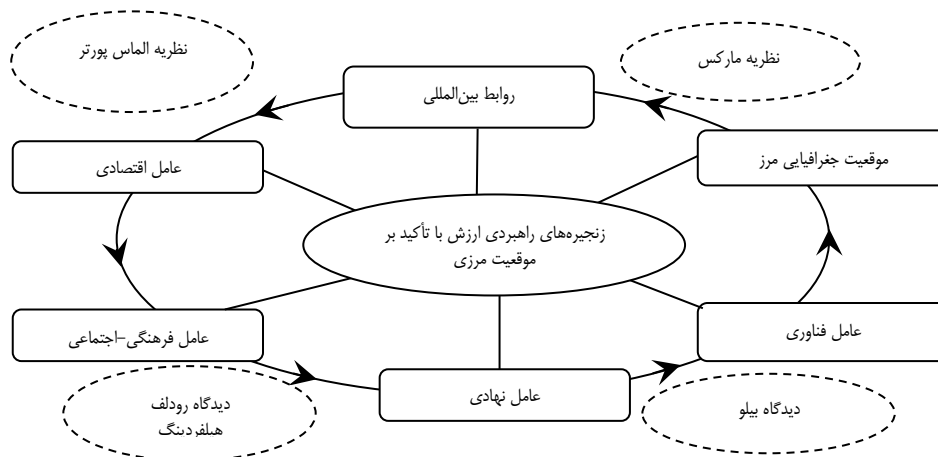 نظریه الماس پورتر
نظریه مارکس
روابط بین‌المللی
موقعیت جغرافیایی مرز
عامل اقتصادی
زنجیره‌های راهبردی ارزش با تأکید بر
موقعیت مرزی
عامل فناوری
عامل فرهنگی-اجتماعی
عامل نهادی
دیدگاه رودلف
هیلفردینگ
دیدگاه بیلو